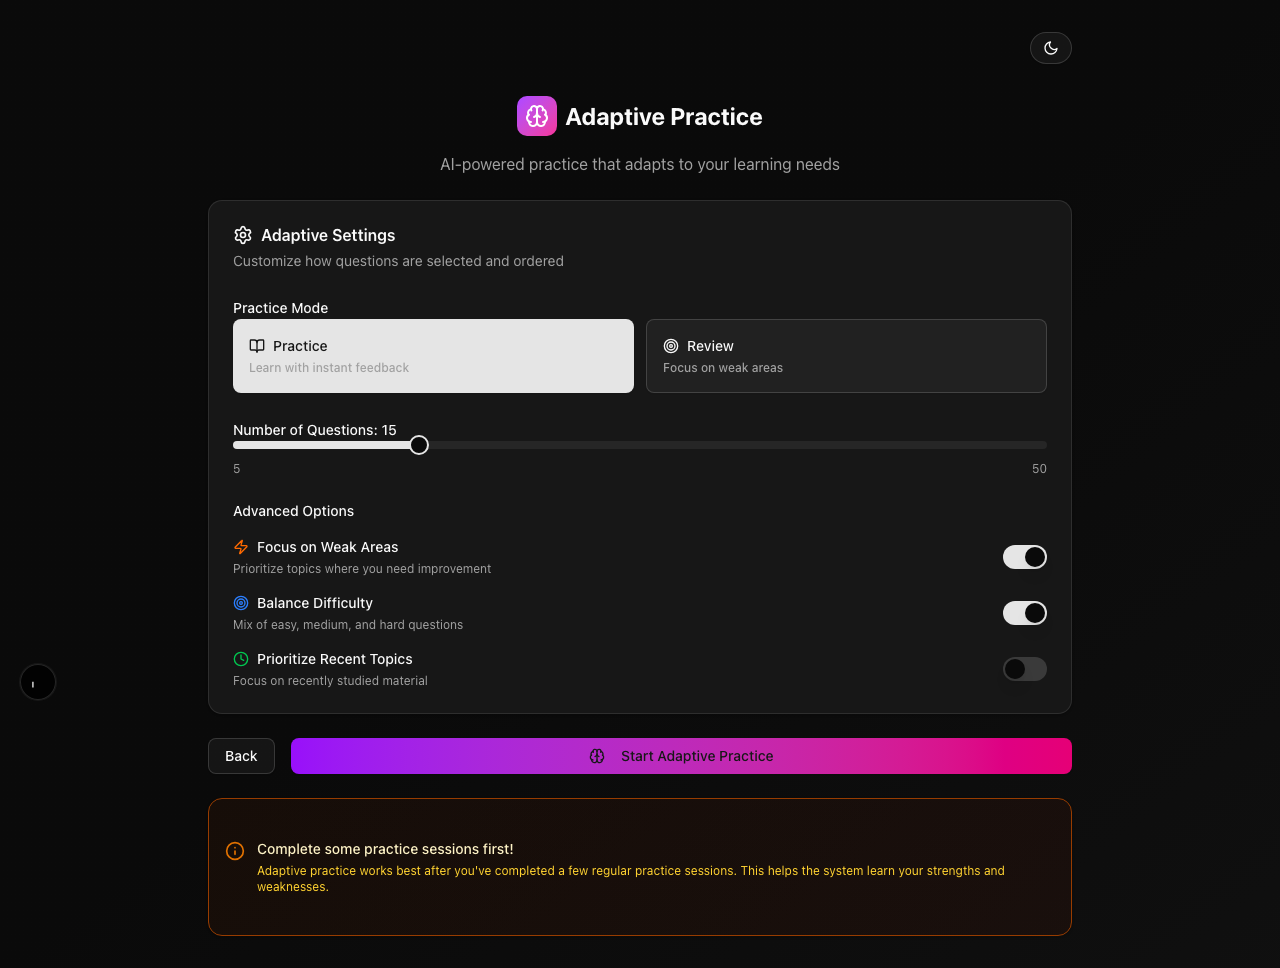 Adaptive Practice
AI-powered practice that adapts to your learning needs
Adaptive Settings
Customize how questions are selected and ordered
Practice Mode
Practice
Learn with instant feedback
Review
Focus on weak areas
Number of Questions: 15
5
50
Advanced Options
Focus on Weak Areas
Prioritize topics where you need improvement
Balance Difficulty
Mix of easy, medium, and hard questions
Prioritize Recent Topics
Focus on recently studied material
Back
Start Adaptive Practice
Complete some practice sessions first!
Adaptive practice works best after you've completed a few regular practice sessions. This helps the system learn your strengths and
weaknesses.